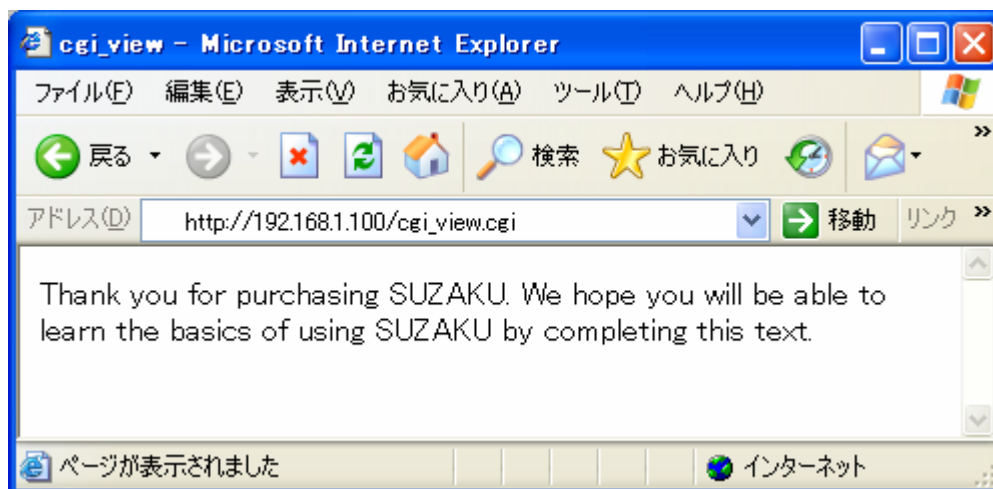 cgi_view - Microsoft Internet Explorer
ファイル(F) 編集(E) 表示(V) お気に入り(A) ツール(T) ヘルプ(H)
戻る 検索 お気に入り »
アドレス(D) http://192.168.1.100/cgi_view.cgi 移動 リンク »
Thank you for purchasing SUZAKU. We hope you will be able to
learn the basics of using SUZAKU by completing this text.
ページが表示されました インターネット